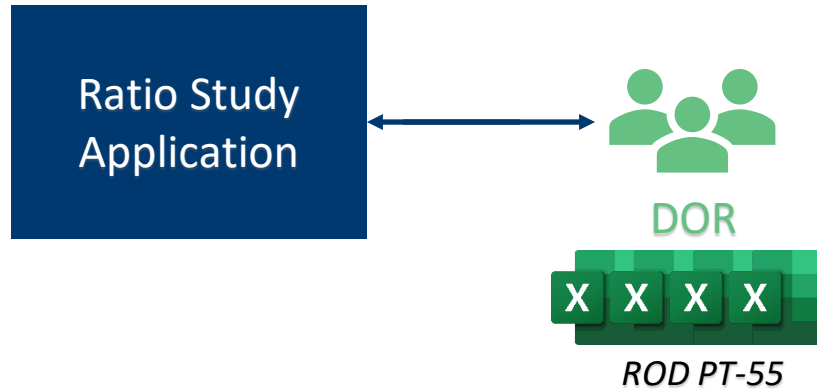 Ratio Study
Application
DOR
X X X X
ROD PT-55